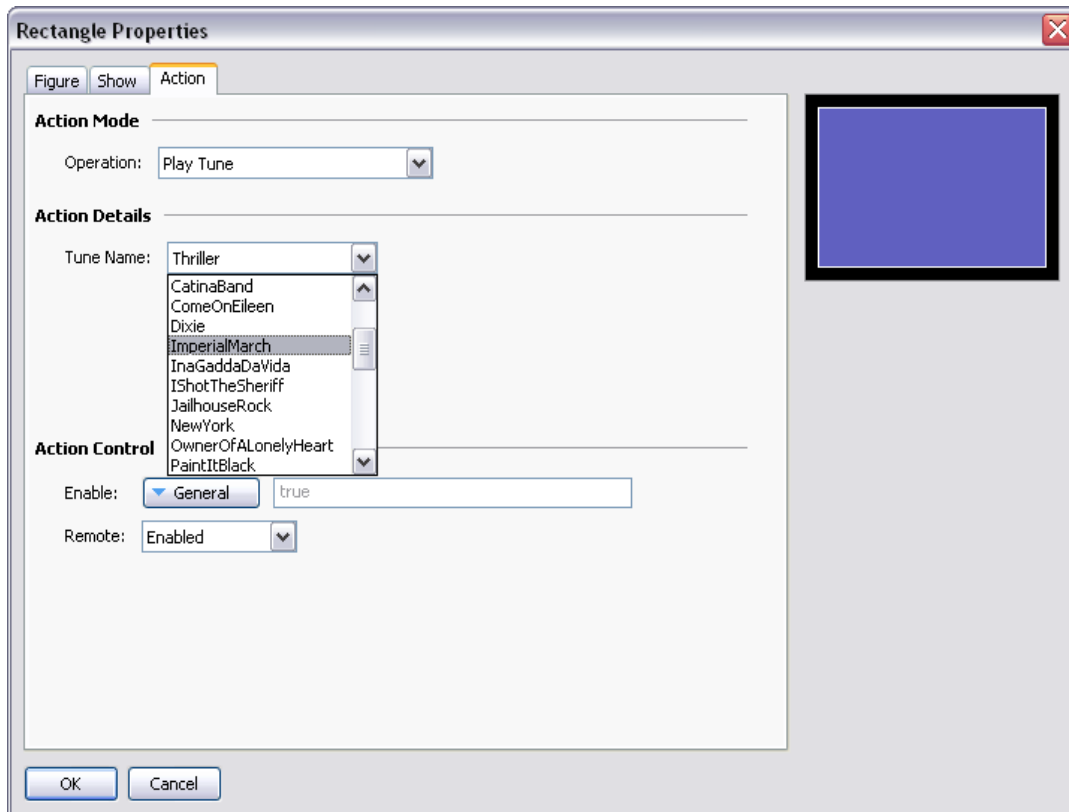 Rectangle Properties
Figure Show Action
Action Mode
Operation: Play Tune
Action Details
Tune Name: Thriller
CatinaBand
ComeOnEileen
Dixie
ImperialMarch
InaGaddaDaVida
IShotTheSheriff
JailhouseRock
NewYork
OwnerOfALonelyHeart
PaintItBlack
Action Control
Enable: General true
Remote: Enabled
OK Cancel